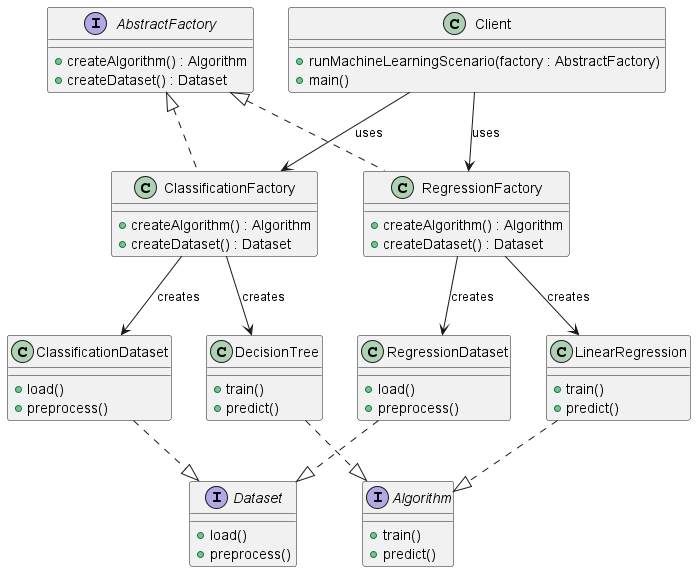 I AbstractFactory
createAlgorithm() : Algorithm
createDataset() : Dataset
C Client
runMachineLearningScenario(factory : AbstractFactory)
main()
uses
uses
C ClassificationFactory
createAlgorithm() : Algorithm
createDataset() : Dataset
C RegressionFactory
createAlgorithm() : Algorithm
createDataset() : Dataset
creates
creates
creates
creates
C ClassificationDataset
load()
preprocess()
C DecisionTree
train()
predict()
C RegressionDataset
load()
preprocess()
C LinearRegression
train()
predict()
I Dataset
load()
preprocess()
I Algorithm
train()
predict()